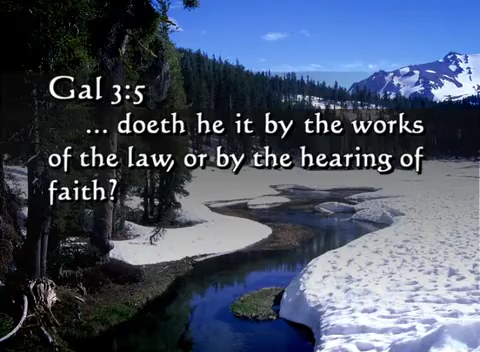 Gal 3:5
... doeth he it by the works
of the law, or by the hearing of
faith?